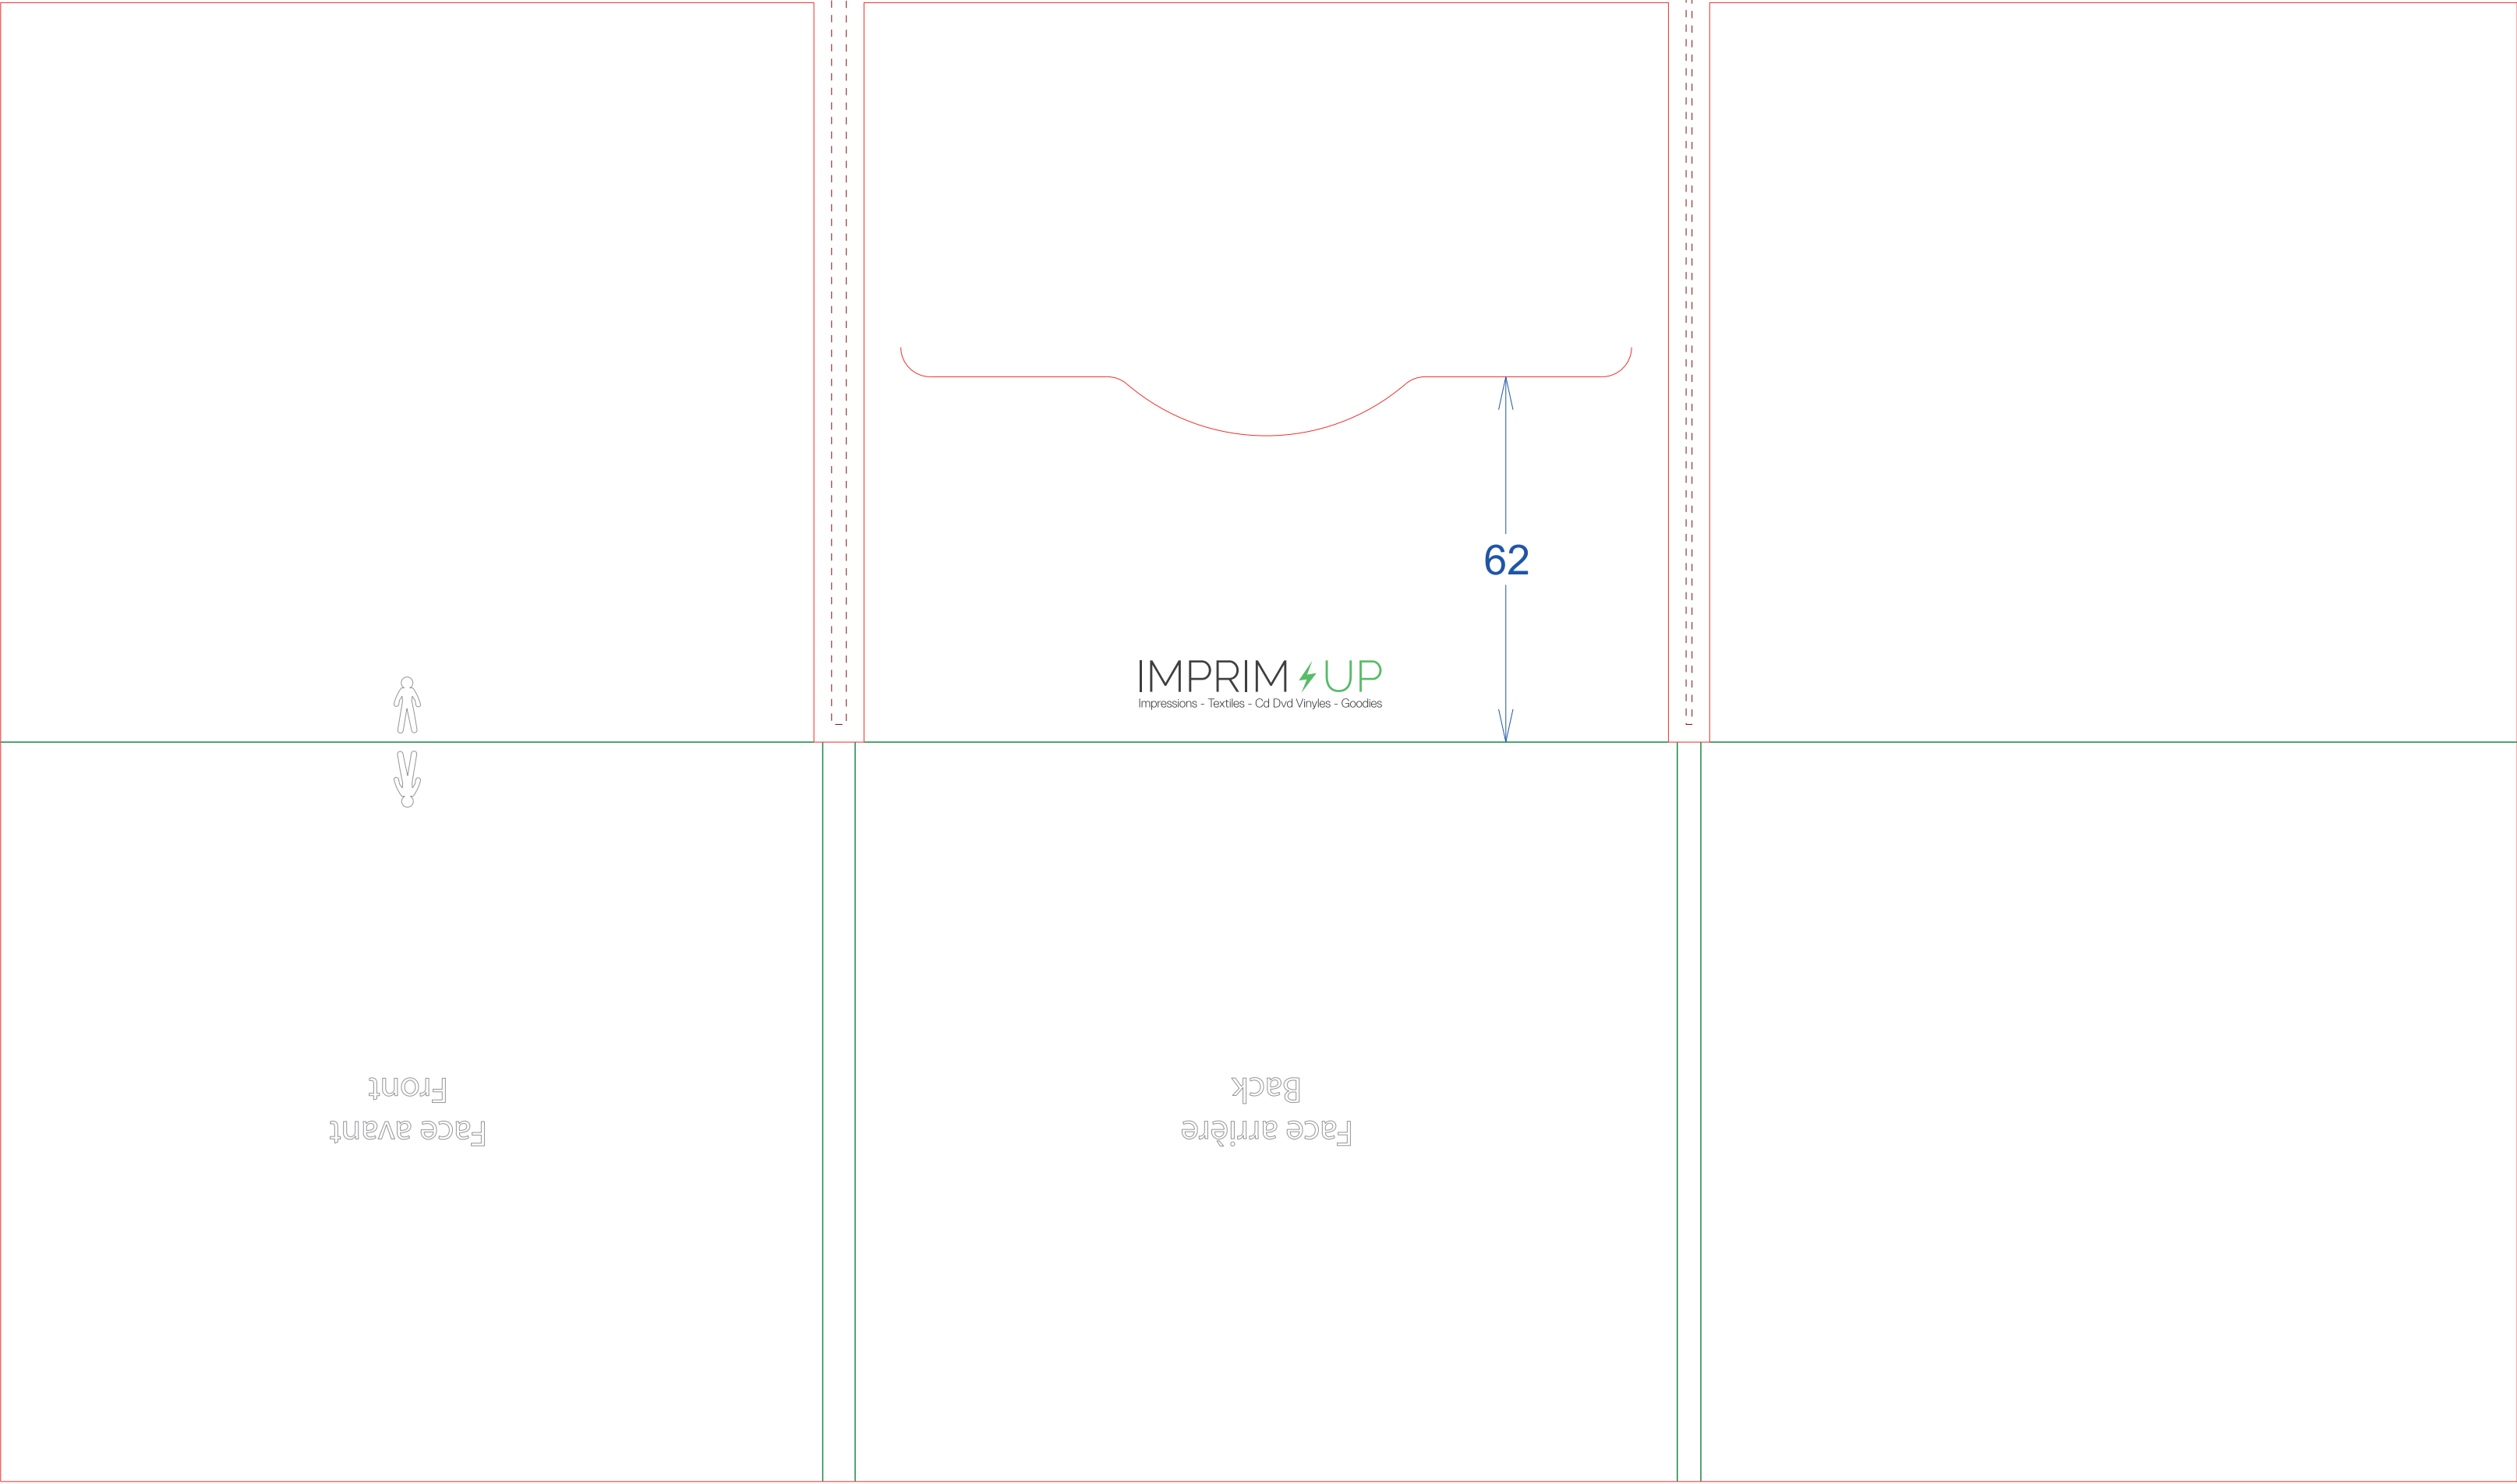 62
IMPRIM UP
Impressions - Textiles - Cd Dvd Vinyles - Goodies
Face avant
Front
Face arrière
Back